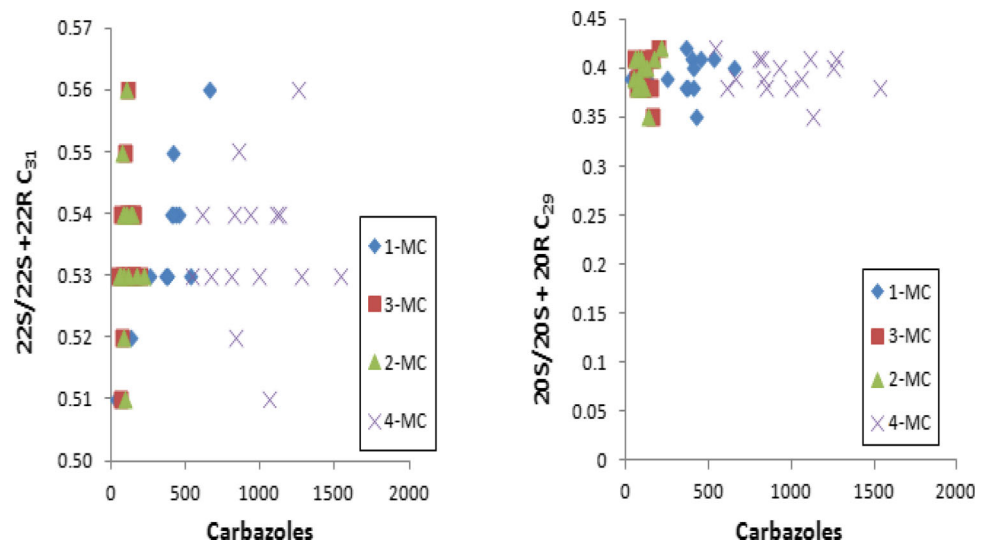 22S/22S +22R C31
0.57
0.56
0.55
0.54
0.53
0.52
0.51
0.50
0
500
1000
1500
2000
Carbazoles
1-MC
3-MC
2-MC
4-MC
20S/20S + 20R C29
0.45
0.4
0.35
0.3
0.25
0.2
0.15
0.1
0.05
0
0
500
1000
1500
2000
Carbazoles
1-MC
3-MC
2-MC
4-MC